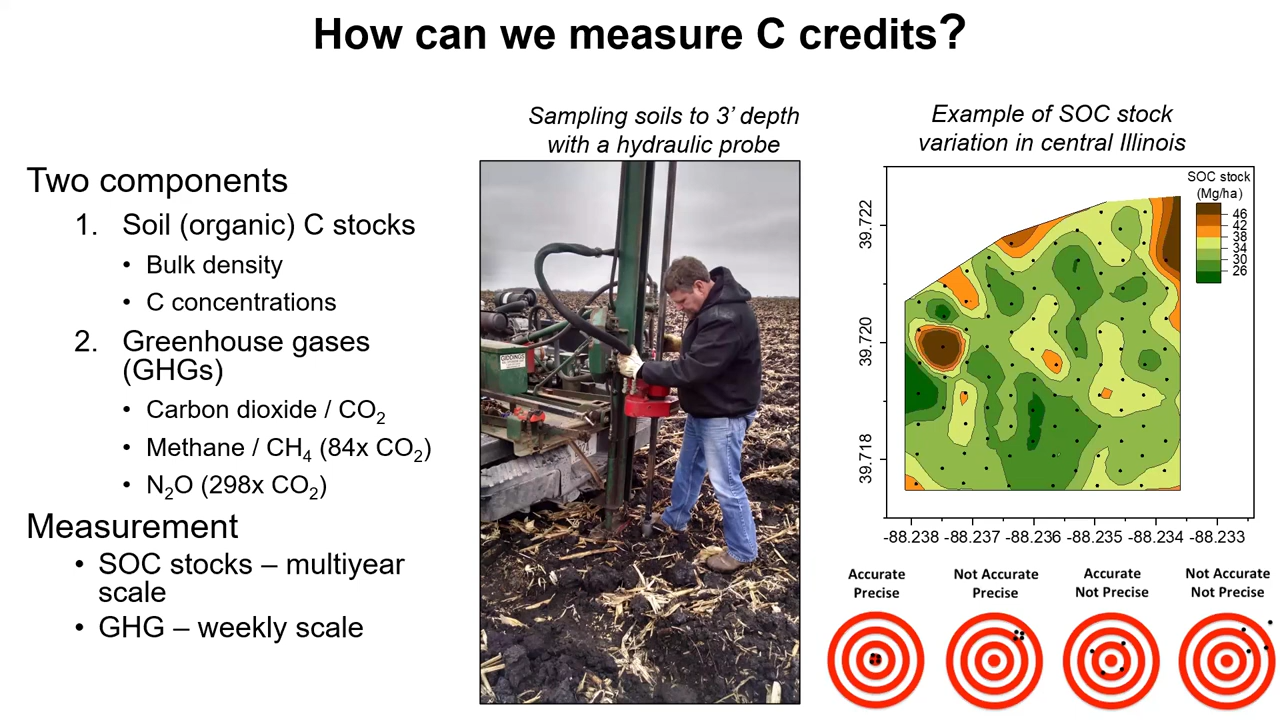 How can we measure C credits?
Two components
1. Soil (organic) C stocks
• Bulk density
• C concentrations
2. Greenhouse gases
(GHGs)
• Carbon dioxide / CO₂
• Methane / CH₄ (84x CO₂)
• N₂O (298x CO₂)
Measurement
• SOC stocks – multiyear
scale
• GHG – weekly scale
Sampling soils to 3’ depth
with a hydraulic probe
GIDDINGS
Example of SOC stock
variation in central Illinois
SOC stock
(Mg/ha)
46
42
38
34
30
26
39.722
39.720
39.718
-88.238 -88.237 -88.236 -88.235 -88.234 -88.233
Accurate
Precise
Not Accurate
Precise
Accurate
Not Precise
Not Accurate
Not Precise